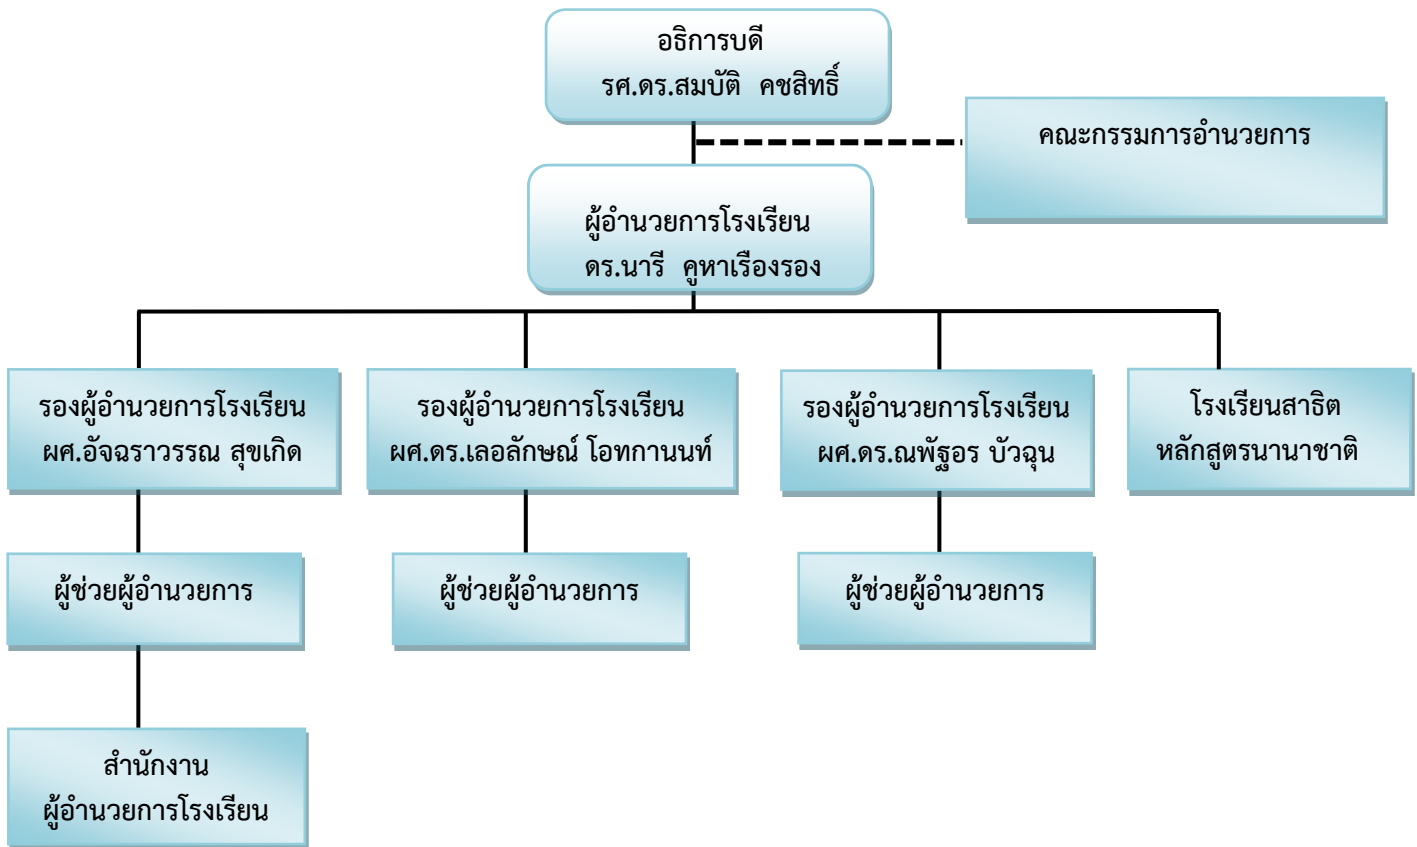 อธิการบดี
รศ.ดร.สมบัติ คชสิทธิ์
คณะกรรมการอำนวยการ
ผู้อำนวยการโรงเรียน
ดร.นารี คูหาเรืองรอง
รองผู้อำนวยการโรงเรียน
ผศ.อัจฉราวรรณ สุขเกิด
รองผู้อำนวยการโรงเรียน
ผศ.ดร.เลอลักษณ์ โอทกานนท์
รองผู้อำนวยการโรงเรียน
ผศ.ดร.ณพัฐอร บัวฉุน
โรงเรียนสาธิต
หลักสูตรนานาชาติ
ผู้ช่วยผู้อำนวยการ
ผู้ช่วยผู้อำนวยการ
ผู้ช่วยผู้อำนวยการ
สำนักงาน
ผู้อำนวยการโรงเรียน